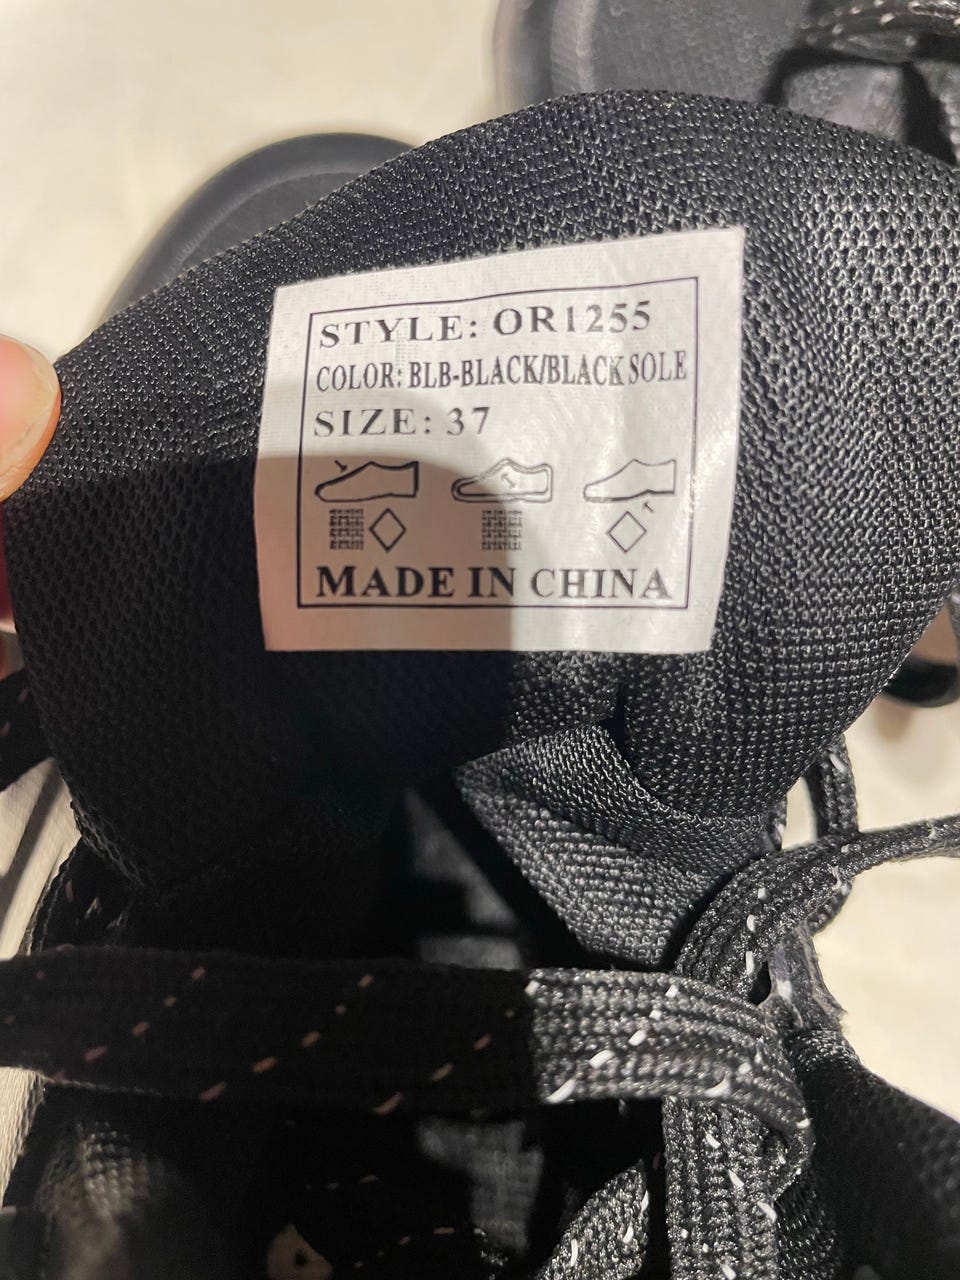 STYLE: OR1255
COLOR: BLB-BLACK/BLACK SOLE
SIZE: 37
MADE IN CHINA